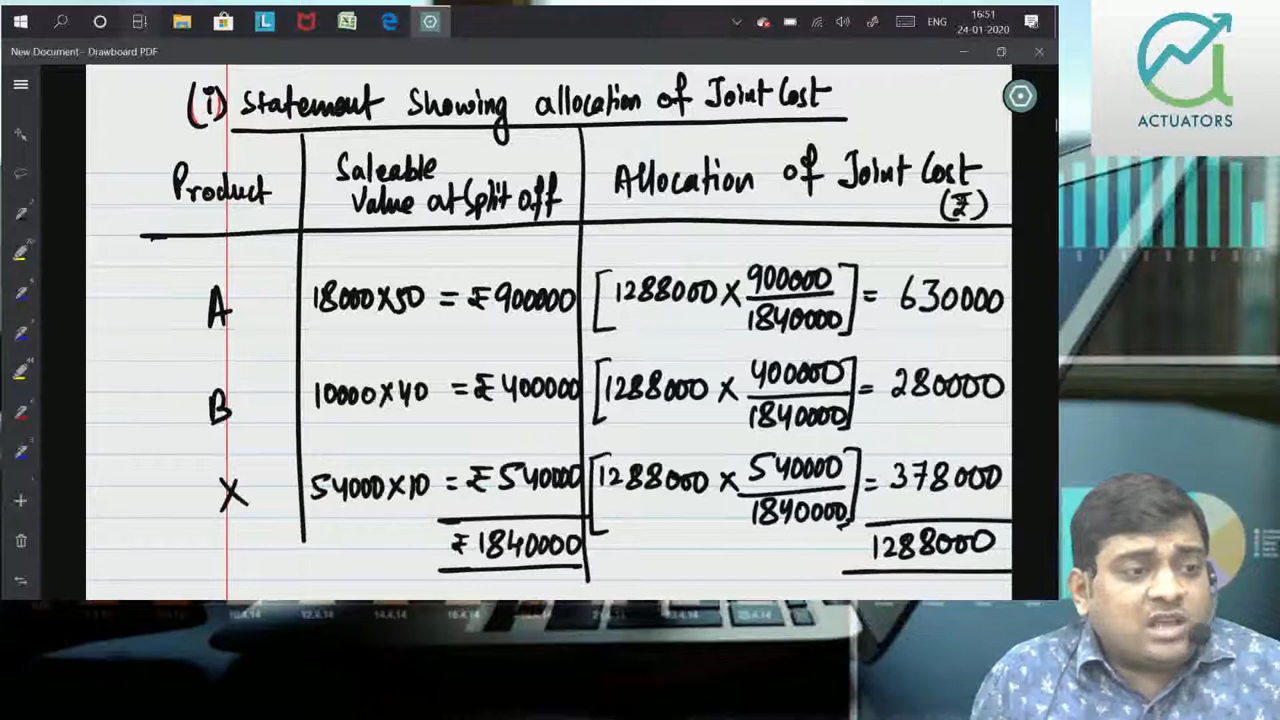 16:51
ENG
24-01-2020
New Document - Drawboard PDF
ACTUATORS
(i) Statement Showing allocation of Joint Cost
Product Saleable Value at Split off Allocation of Joint Cost (₹)
A 18000×50 = ₹900000 [1288000 × 900000/1840000] = 630000
B 10000×40 = ₹400000 [1288000 × 400000/1840000] = 280000
X 54000×10 = ₹540000 [1288000 × 540000/1840000] = 378000
₹1840000 1288000